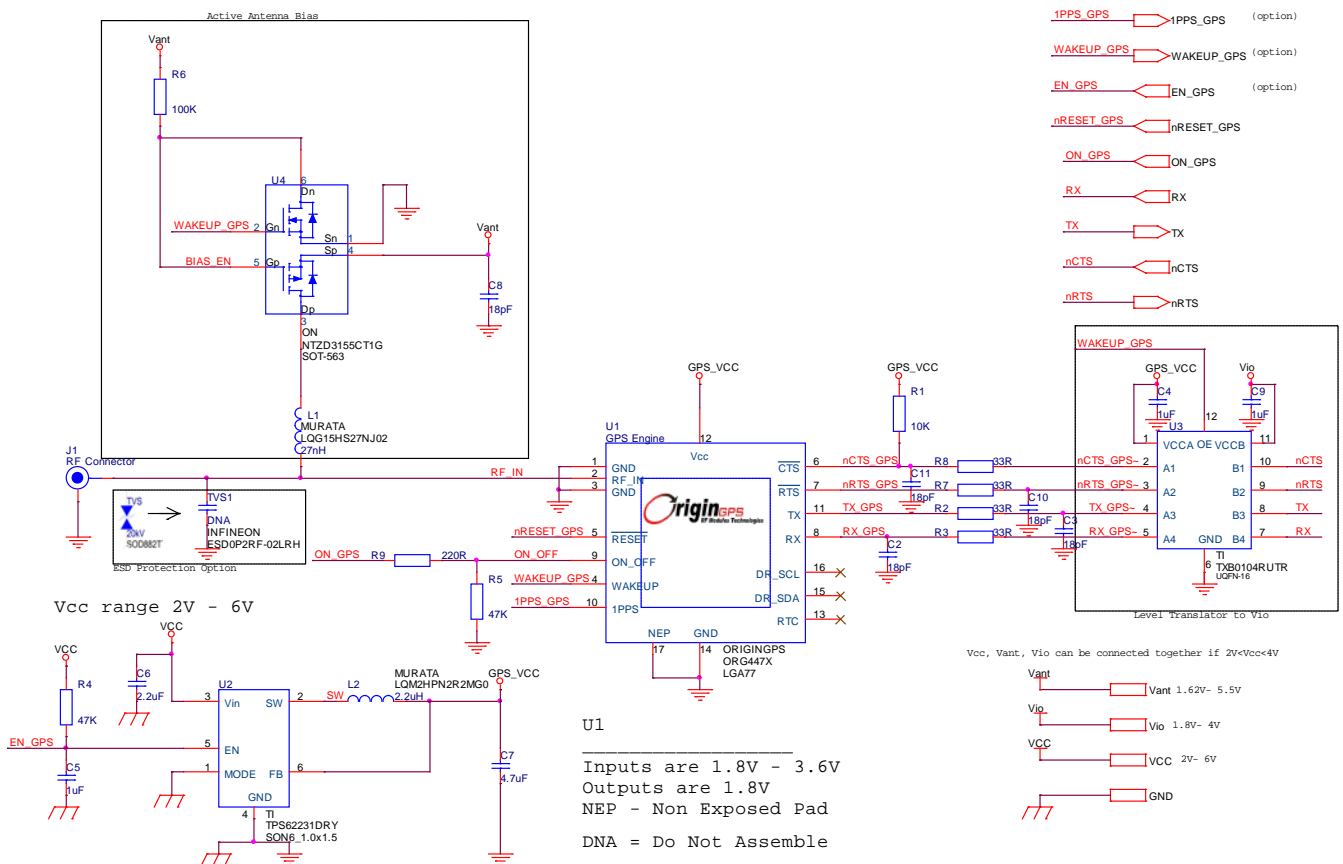 Active Antenna Bias
Vant
R6
100K
U4
6
Dn
WAKEUP_GPS 2 Gn
Sn 1
Sp 4
BIAS_EN 5 Gp
Dp
3
ON
NTZD3155CT1G
SOT-563
Vant
C8
18pF
L1
MURATA
LQG15HS27NJ02
27nH
J1
RF Connector
RF_IN
TVS
20kV
SOD882T
TVS1
DNA
INFINEON
ESD0P2RF-02LRH
ESD Protection Option
1PPS_GPS 1PPS_GPS (option)
WAKEUP_GPS WAKEUP_GPS (option)
EN_GPS EN_GPS (option)
nRESET_GPS nRESET_GPS
ON_GPS ON_GPS
RX RX
TX TX
nCTS nCTS
nRTS nRTS
GPS_VCC
12
Vcc
U1
GPS Engine
1 GND
2 RF_IN
3 GND
nRESET_GPS 5 RESET
ON_GPS R9 220R ON_OFF 9 ON_OFF
R5
47K
WAKEUP_GPS 4 WAKEUP
1PPS_GPS 10 1PPS
OriginGPS
RF Modules Technologies
CTS 6 nCTS_GPS
RTS 7 nRTS_GPS
TX 11 TX_GPS
RX 8 RX_GPS
DR_SCL 16
DR_SDA 15
RTC 13
NEP GND
17 14
ORIGINGPS
ORG447X
LGA77
GPS_VCC
R1
10K
R8 33R
R7 33R
R2 33R
R3 33R
C11
18pF
C10
18pF
C3
18pF
C2
18pF
WAKEUP_GPS
GPS_VCC
Vio
C4
1uF
C9
1uF
12
U3
1 VCCA OE VCCB 11
nCTS_GPS~ 2 A1 B1 10 nCTS
nRTS_GPS~ 3 A2 B2 9 nRTS
TX_GPS~ 4 A3 B3 8 TX
RX_GPS~ 5 A4 B4 7 RX
GND
6
TI
TXB0104RUTR
UQFN-16
Level Translator to Vio
Vcc range 2V - 6V
VCC
VCC
R4
47K
C6
2.2uF
EN_GPS
C5
1uF
U2
3 Vin SW 2
5 EN
1 MODE FB 6
GND
4
TI
TPS62231DRY
SON6_1.0x1.5
SW
L2
MURATA
LQM2HPN2R2MG0
2.2uH
GPS_VCC
C7
4.7uF
U1
Inputs are 1.8V - 3.6V
Outputs are 1.8V
NEP - Non Exposed Pad
DNA = Do Not Assemble
Vcc, Vant, Vio can be connected together if 2V<Vcc<4V
Vant
Vant 1.62V- 5.5V
Vio
Vio 1.8V- 4V
VCC
VCC 2V- 6V
GND